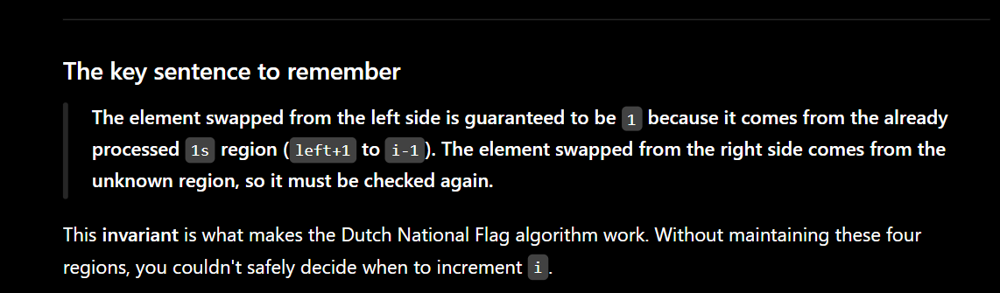 The key sentence to remember
The element swapped from the left side is guaranteed to be 1 because it comes from the already
processed 1s region (left+1 to i-1). The element swapped from the right side comes from the
unknown region, so it must be checked again.
This invariant is what makes the Dutch National Flag algorithm work. Without maintaining these four
regions, you couldn't safely decide when to increment i.